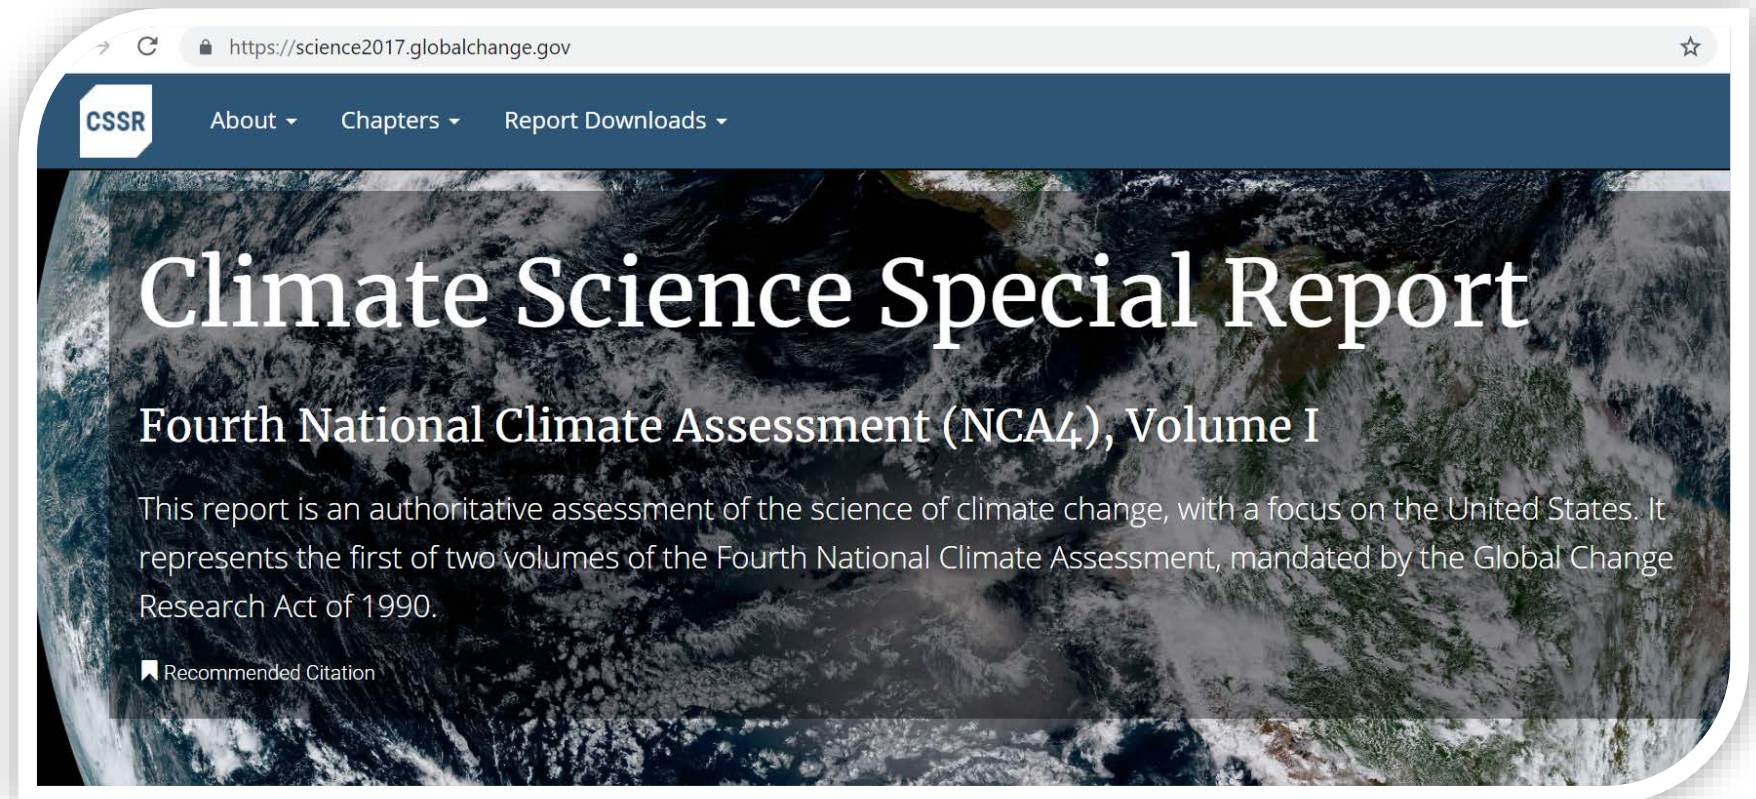 https://science2017.globalchange.gov
CSSR About Chapters Report Downloads
Climate Science Special Report
Fourth National Climate Assessment (NCA4), Volume I
This report is an authoritative assessment of the science of climate change, with a focus on the United States. It
represents the first of two volumes of the Fourth National Climate Assessment, mandated by the Global Change
Research Act of 1990.
Recommended Citation